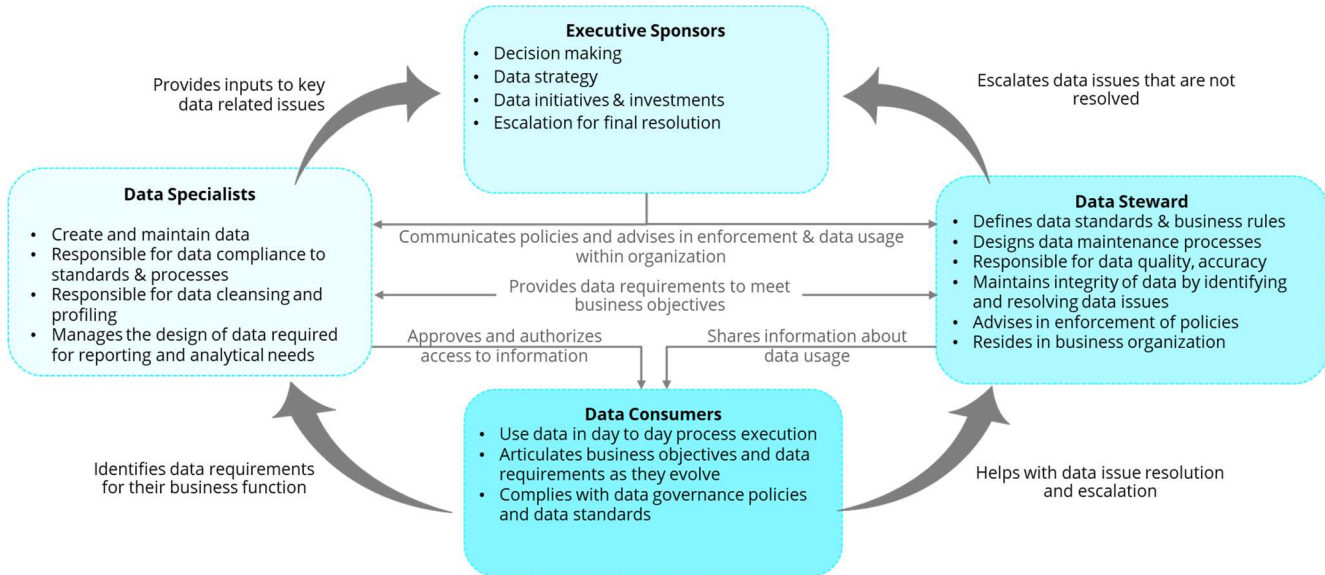 Executive Sponsors
• Decision making
• Data strategy
• Data initiatives & investments
• Escalation for final resolution
Provides inputs to key
data related issues
Escalates data issues that are not
resolved
Data Specialists
• Create and maintain data
• Responsible for data compliance to
standards & processes
• Responsible for data cleansing and
profiling
• Manages the design of data required
for reporting and analytical needs
Communicates policies and advises in enforcement & data usage
within organization
Provides data requirements to meet
business objectives
Approves and authorizes
access to information
Shares information about
data usage
Data Steward
• Defines data standards & business rules
• Designs data maintenance processes
• Responsible for data quality, accuracy
• Maintains integrity of data by identifying
and resolving data issues
• Advises in enforcement of policies
• Resides in business organization
Data Consumers
• Use data in day to day process execution
• Articulates business objectives and data
requirements as they evolve
• Complies with data governance policies
and data standards
Identifies data requirements
for their business function
Helps with data issue resolution
and escalation